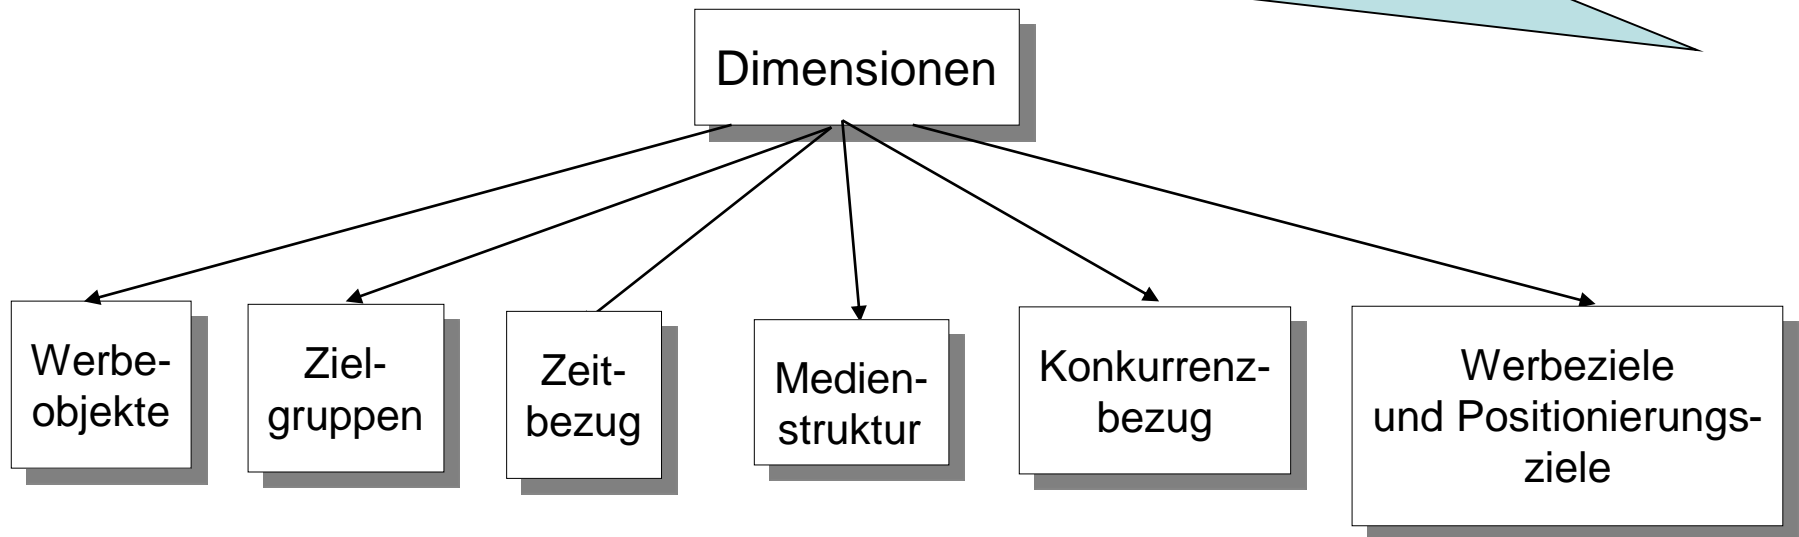 Dimensionen
Werbe-
objekte
Ziel-
gruppen
Zeit-
bezug
Medien-
struktur
Konkurrenz-
bezug
Werbeziele
und Positionierungs-
ziele